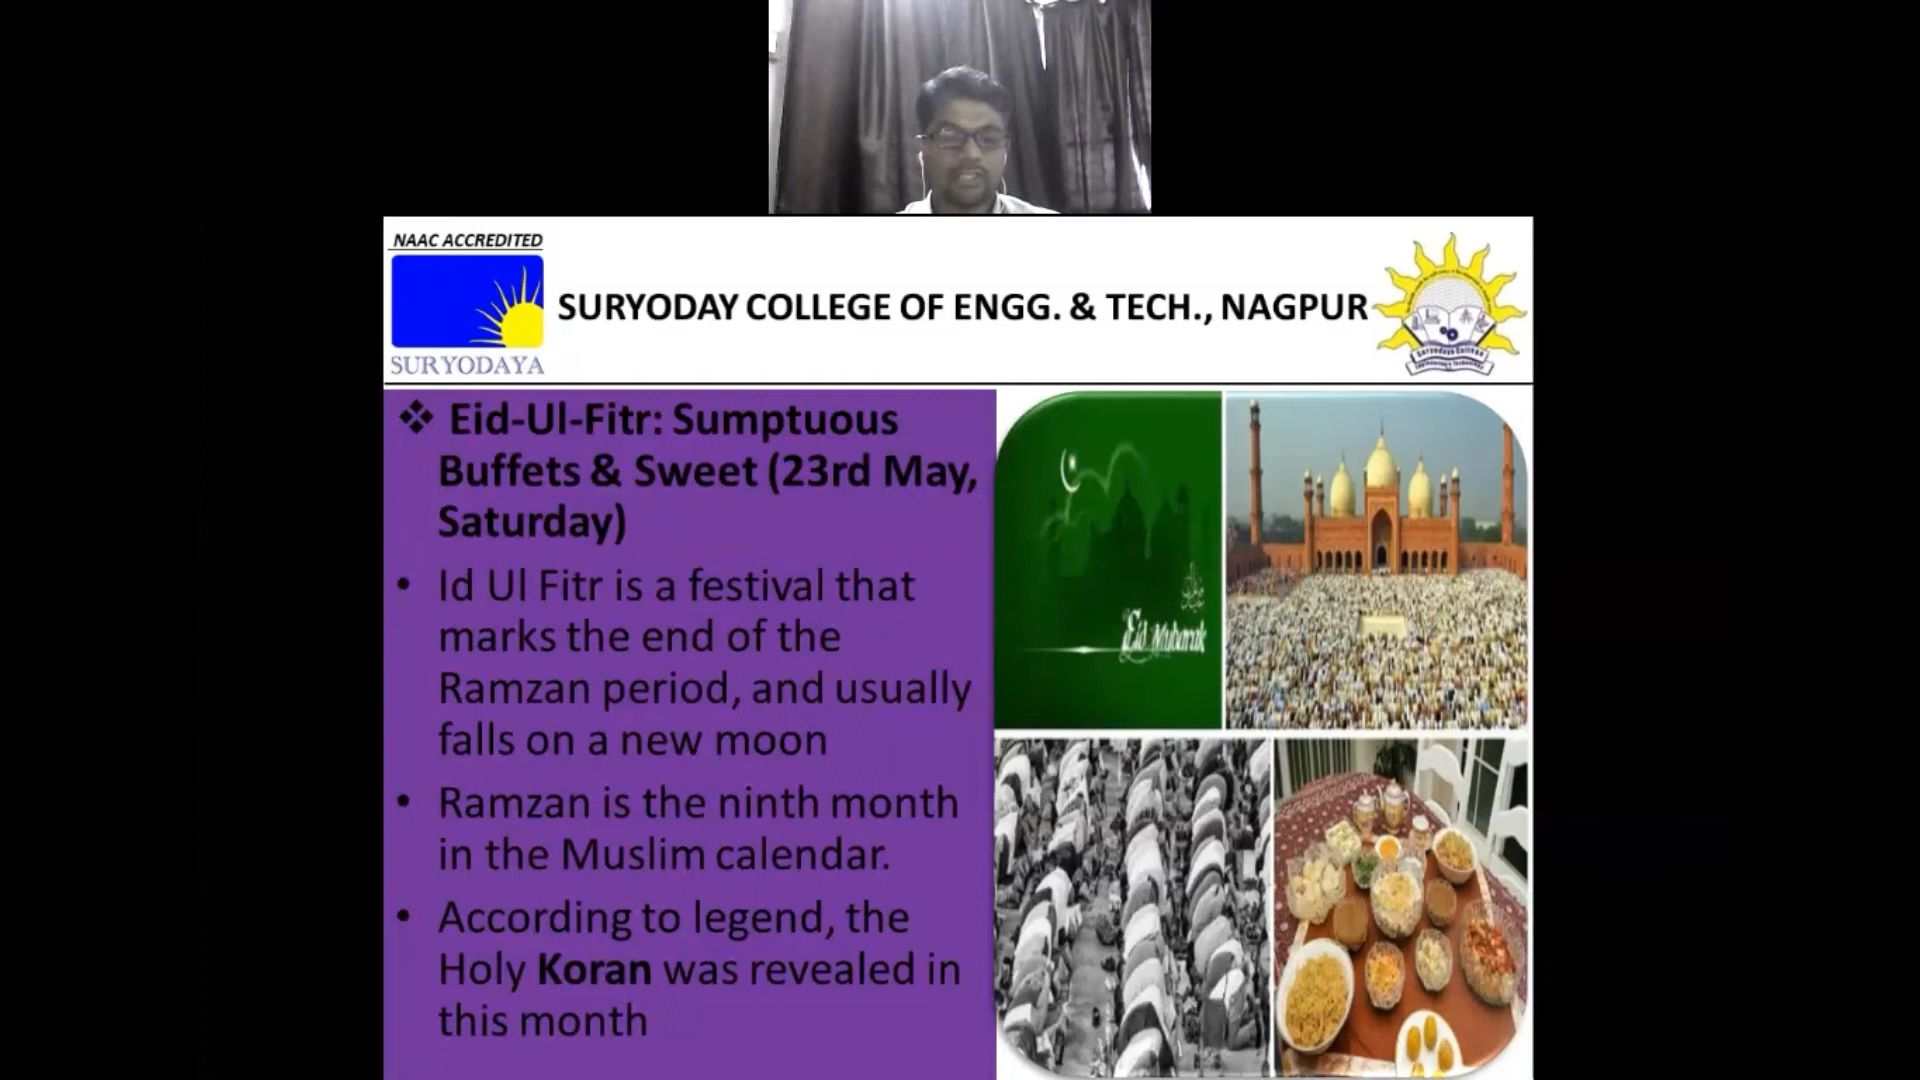 NAAC ACCREDITED
SURYODAYA
SURYODAY COLLEGE OF ENGG. & TECH., NAGPUR
Suryodaya College
❖ Eid-Ul-Fitr: Sumptuous
Buffets & Sweet (23rd May,
Saturday)
• Id Ul Fitr is a festival that
marks the end of the
Ramzan period, and usually
falls on a new moon
• Ramzan is the ninth month
in the Muslim calendar.
• According to legend, the
Holy Koran was revealed in
this month
Eid Mubarak